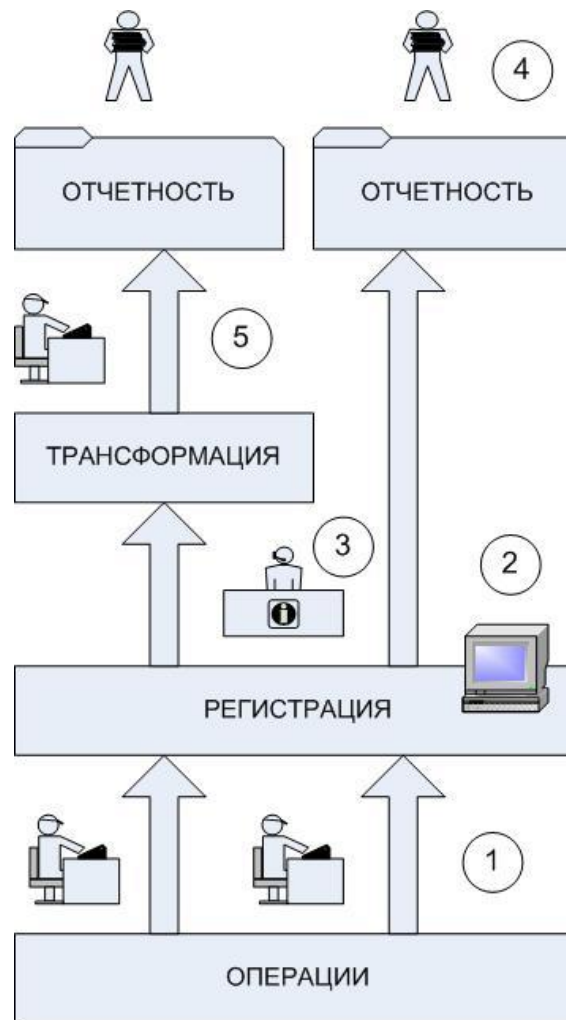 4
ОТЧЕТНОСТЬ
ОТЧЕТНОСТЬ
5
ТРАНСФОРМАЦИЯ
3
2
РЕГИСТРАЦИЯ
1
ОПЕРАЦИИ